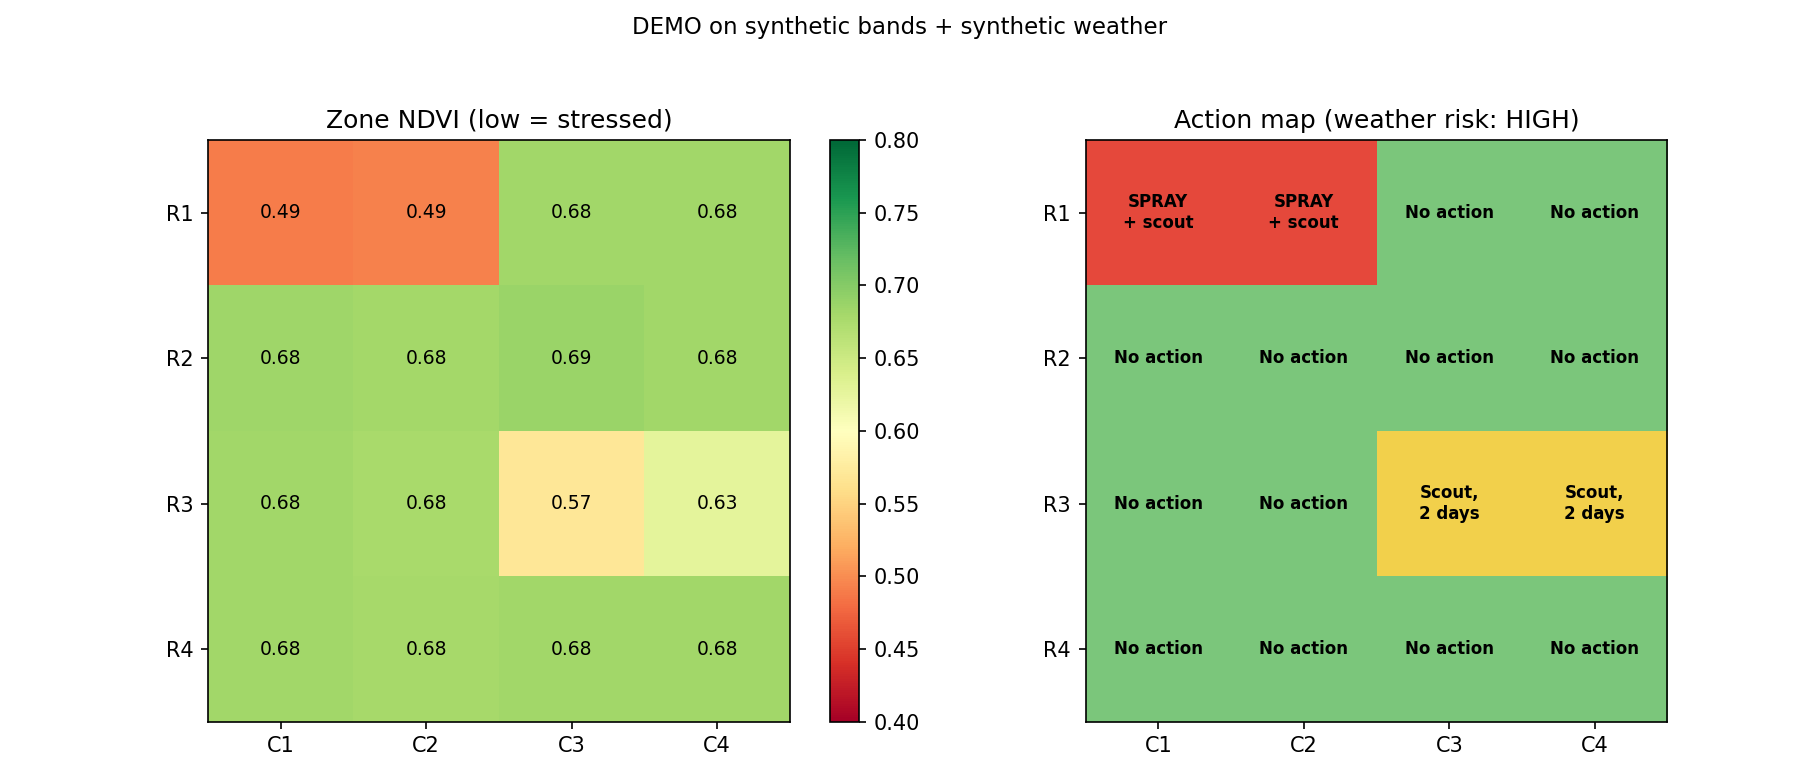 DEMO on synthetic bands + synthetic weather
Zone NDVI (low = stressed)
R1
0.49
0.49
0.68
0.68
R2
0.68
0.68
0.69
0.68
R3
0.68
0.68
0.57
0.63
R4
0.68
0.68
0.68
0.68
C1
C2
C3
C4
0.80
0.75
0.70
0.65
0.60
0.55
0.50
0.45
0.40
Action map (weather risk: HIGH)
R1
SPRAY
+ scout
SPRAY
+ scout
No action
No action
R2
No action
No action
No action
No action
R3
No action
No action
Scout,
2 days
Scout,
2 days
R4
No action
No action
No action
No action
C1
C2
C3
C4